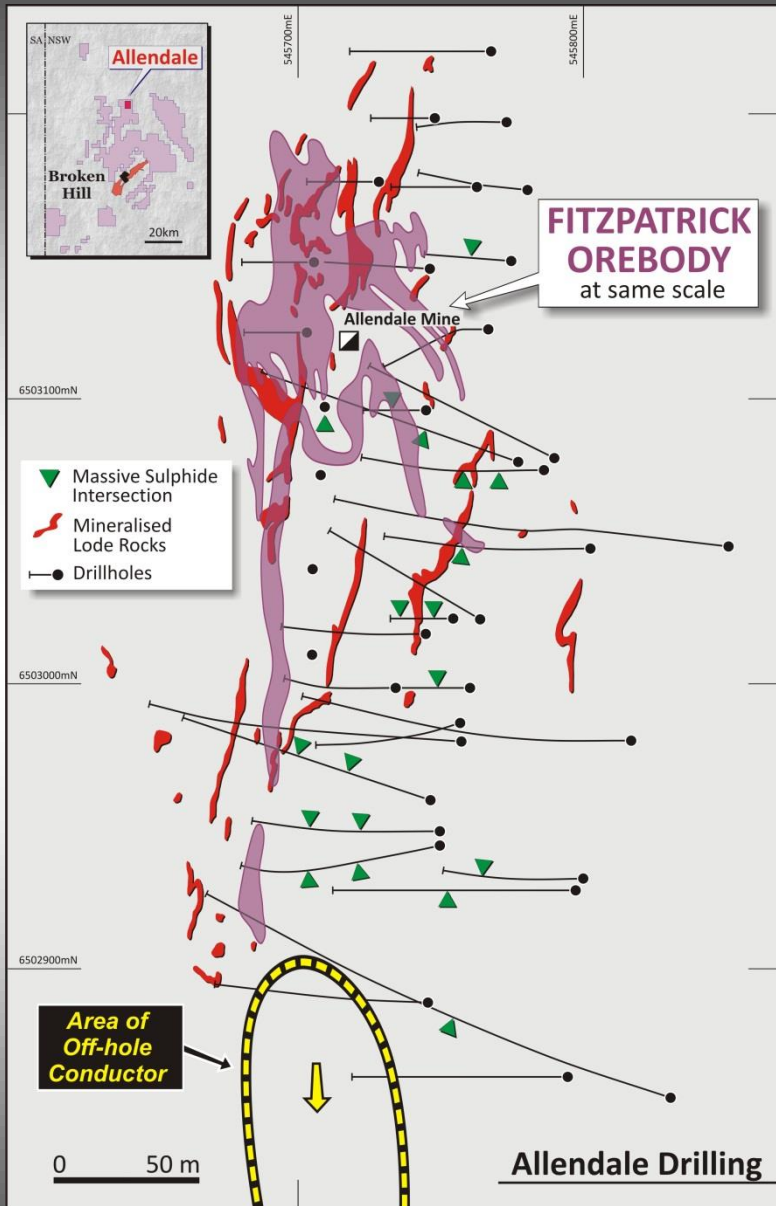 SA NSW
Allendale
Broken
Hill
20km
545700mE
545800mE
FITZPATRICK
OREBODY
at same scale
Allendale Mine
6503100mN
Massive Sulphide
Intersection
Mineralised
Lode Rocks
Drillholes
6503000mN
6502900mN
Area of
Off-hole
Conductor
0 50 m
Allendale Drilling